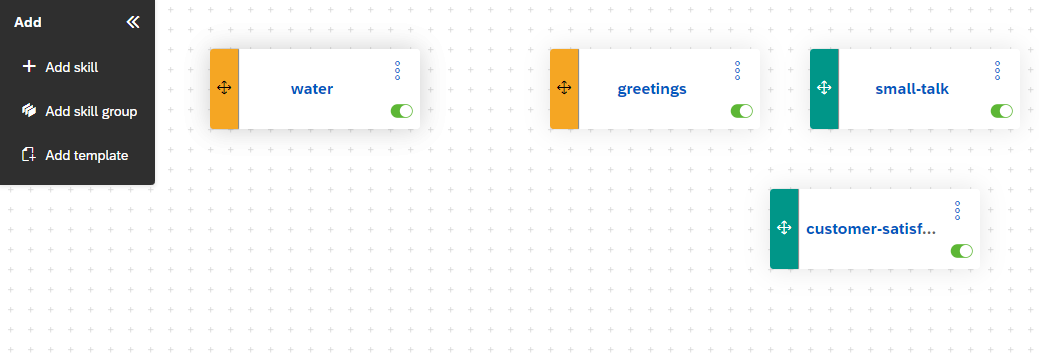 Add
Add skill
Add skill group
Add template
water
greetings
small-talk
customer-satisf...